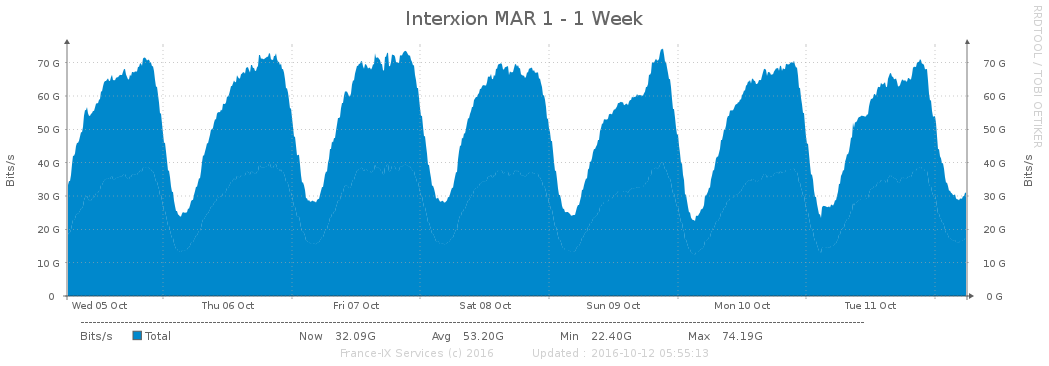 Interxion MAR 1 - 1 Week
RRDTOOL / TOBI OETIKER
Bits/s
70 G 70 G
60 G 60 G
50 G 50 G
40 G 40 G
30 G 30 G
20 G 20 G
10 G 10 G
0 0 G
Bits/s
Wed 05 Oct Thu 06 Oct Fri 07 Oct Sat 08 Oct Sun 09 Oct Mon 10 Oct Tue 11 Oct
Bits/s Total Now 32.09G Avg 53.20G Min 22.40G Max 74.19G
France-IX Services (c) 2016 Updated : 2016-10-12 05:55:13